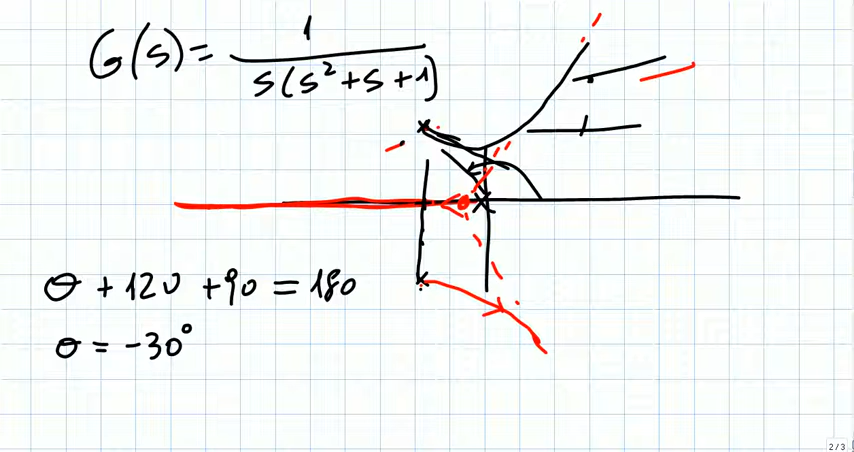 G(s) = 1 / s(s² + s + 1)
θ + 120 + 90 = 180
θ = -30°
2/3